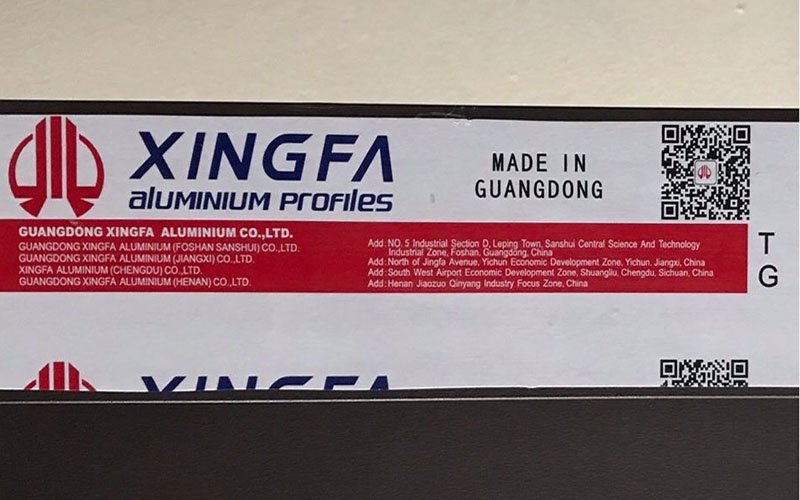 XINGFA
aluminium Profiles
MADE IN
GUANGDONG
GUANGDONG XINGFA ALUMINIUM CO.,LTD.
GUANGDONG XINGFA ALUMINIUM (FOSHAN SANSHUI) CO.,LTD.
GUANGDONG XINGFA ALUMINIUM (JIANGXI) CO.,LTD.
XINGFA ALUMINIUM (CHENGDU) CO.,LTD.
GUANGDONG XINGFA ALUMINIUM (HENAN) CO.,LTD.
Add: NO. 5 Industrial Section D, Leping Town, Sanshui Central Science And Technology
Industrial Zone, Foshan, Guangdong, China
Add: North of Jingfa Avenue, Yichun Economic Development Zone, Yichun, Jiangxi, China
Add: South West Airport Economic Development Zone, Shuangliu, Chengdu, Sichuan, China
Add: Henan Jiaozuo Qinyang Industry Focus Zone, China
T
G
XINGFA